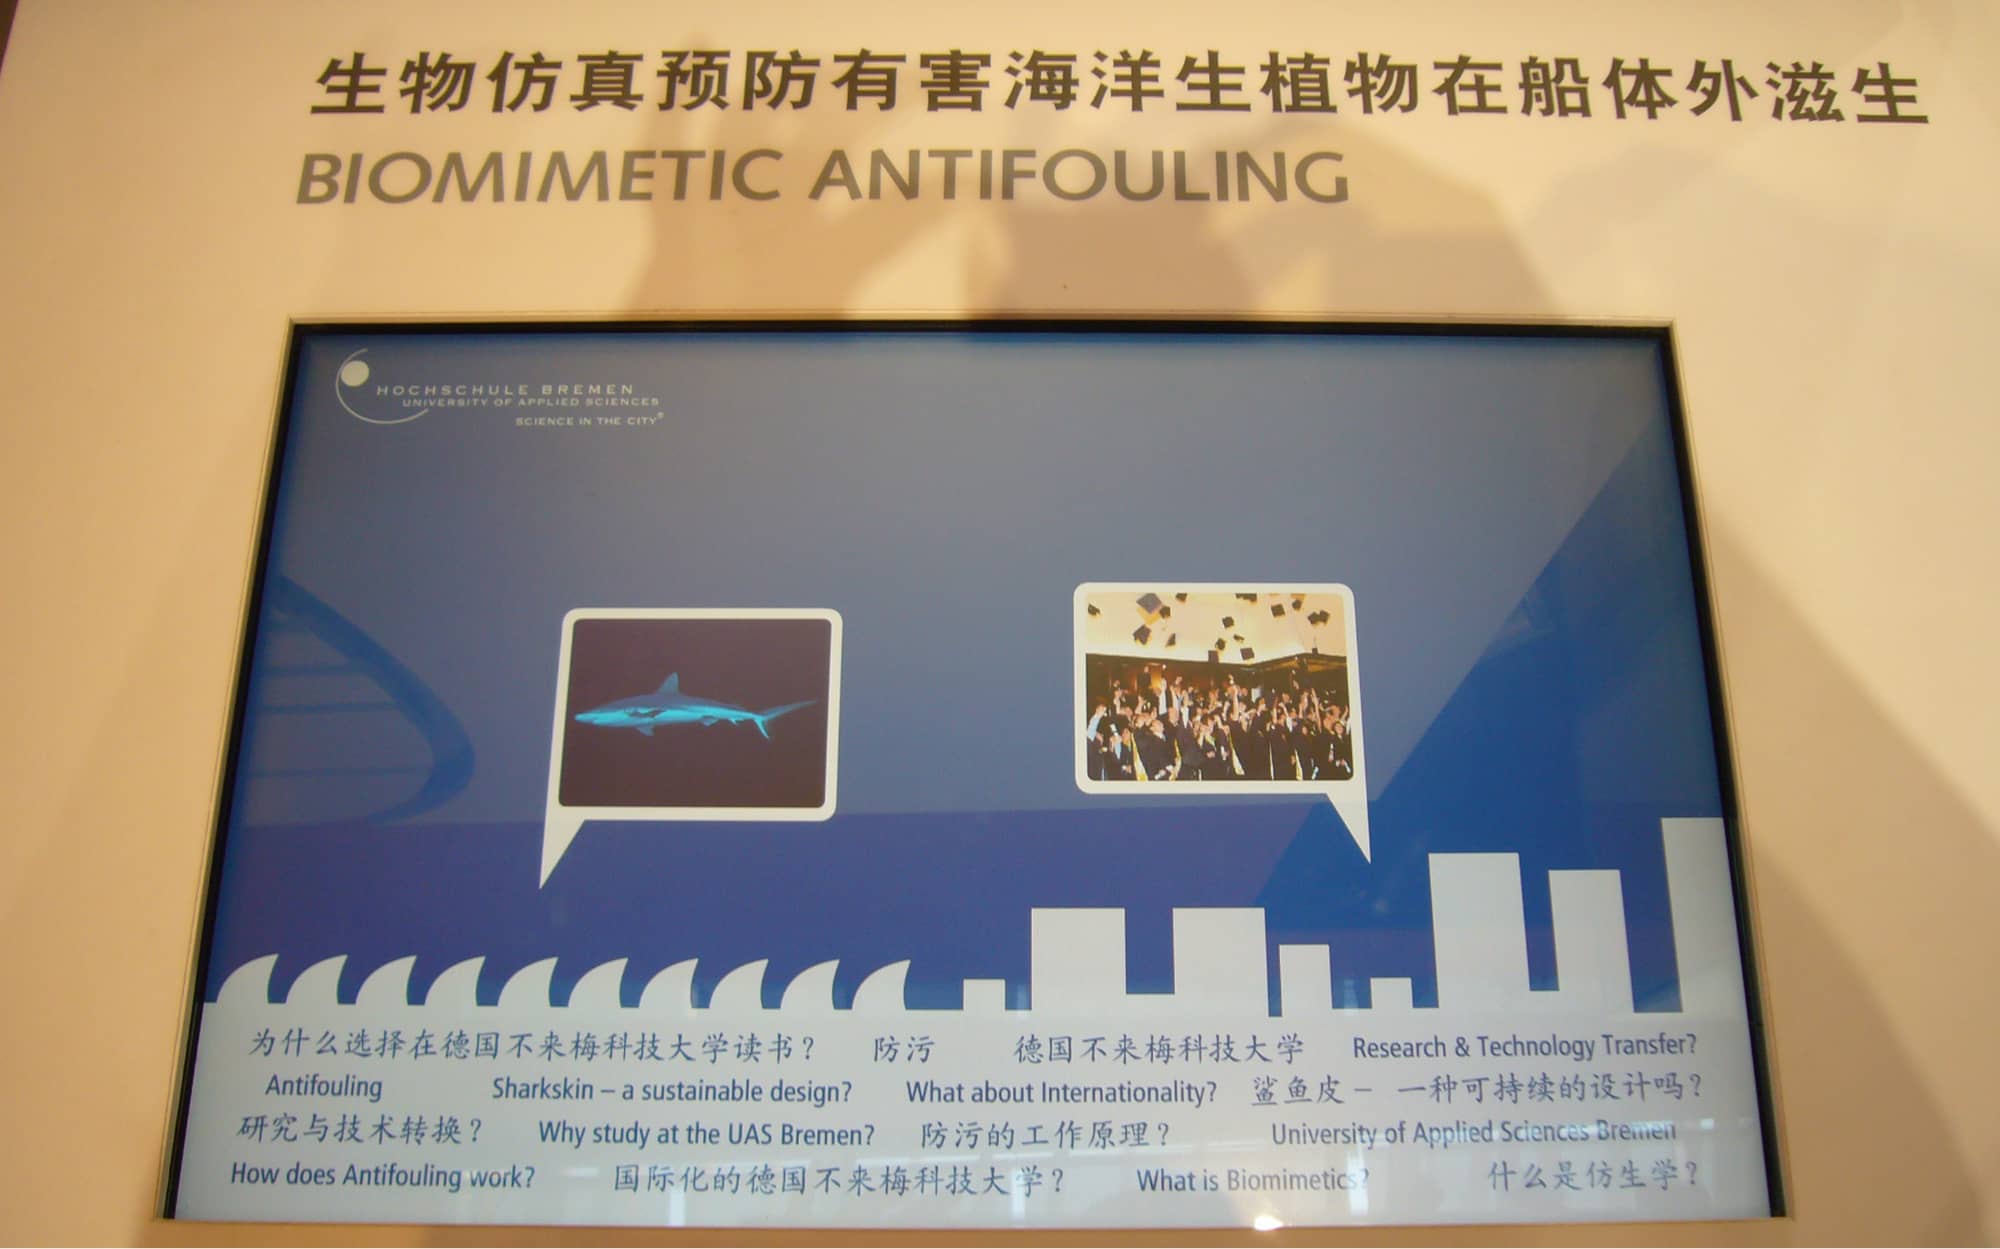 生物仿真预防有害海洋生植物在船体外滋生
BIOMIMETIC ANTIFOULING
HOCHSCHULE BREMEN
UNIVERSITY OF APPLIED SCIENCES
SCIENCE IN THE CITY®
为什么选择在德国不来梅科技大学读书？ 防污 德国不来梅科技大学 Research & Technology Transfer?
Antifouling Sharkskin – a sustainable design? What about Internationality? 鲨鱼皮 – 一种可持续的设计吗？
研究与技术转换？ Why study at the UAS Bremen? 防污的工作原理？ University of Applied Sciences Bremen
How does Antifouling work? 国际化的德国不来梅科技大学？ What is Biomimetics? 什么是仿生学？